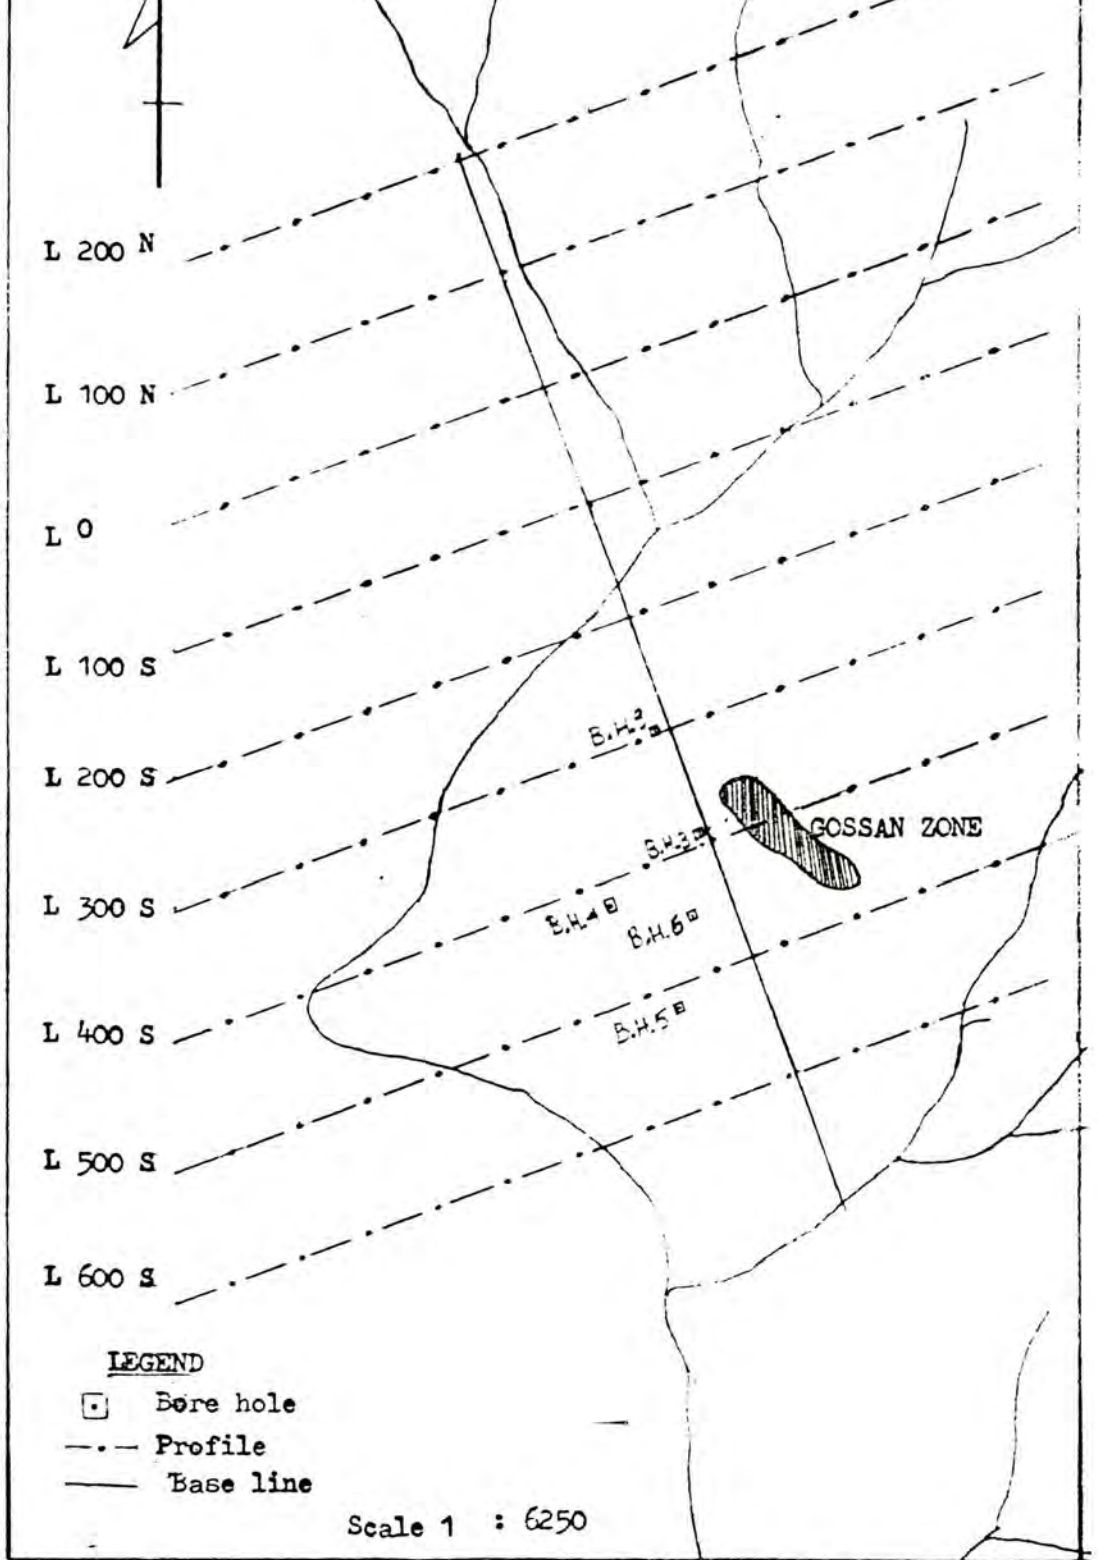 L 200 N
L 100 N
L 0
L 100 S
L 200 S
L 300 S
L 400 S
L 500 S
L 600 S
B.H.
B.H.3
GOSSAN ZONE
B.H.4
B.H.6
B.H.5
LEGEND
Bore hole
Profile
Base line
Scale 1 : 6250